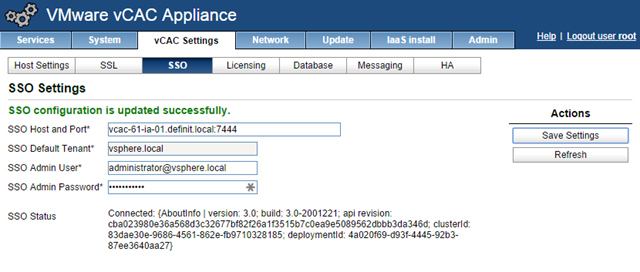 VMware vCAC Appliance
Services System vCAC Settings Network Update IaaS install Admin Help | Logout user root
Host Settings SSL SSO Licensing Database Messaging HA
SSO Settings
SSO configuration is updated successfully.
Actions
SSO Host and Port* vcac-61-ia-01.definit.local:7444
Save Settings
SSO Default Tenant* vsphere.local
Refresh
SSO Admin User* administrator@vsphere.local
SSO Admin Password* •••••••••••
SSO Status Connected: {AboutInfo | version: 3.0; build: 3.0-2001221; api revision:
cba023980e36a568d3c32677bf82f26a1f3515b7c0ea9e5089562dbbb3da346d; clusterId:
83dae30e-9686-4561-862e-fb9710328185; deploymentId: 4a020f69-d93f-4445-92b3-
87ee3640aa27}